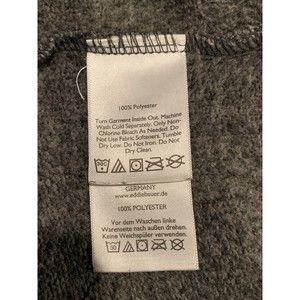 100% Polyester
Turn Garment Inside Out. Machine
Wash Cold Separately. Only Non-
Chlorine Bleach As Needed. Do
Not Use Fabric Softeners. Tumble
Dry Low. Do Not Iron. Do Not
Dry Clean.
GERMANY
www.eddiebauer.de
100% POLYESTER
Vor dem Waschen linke
Warenseite nach außen drehen.
Keine Weichspüler verwenden.
30